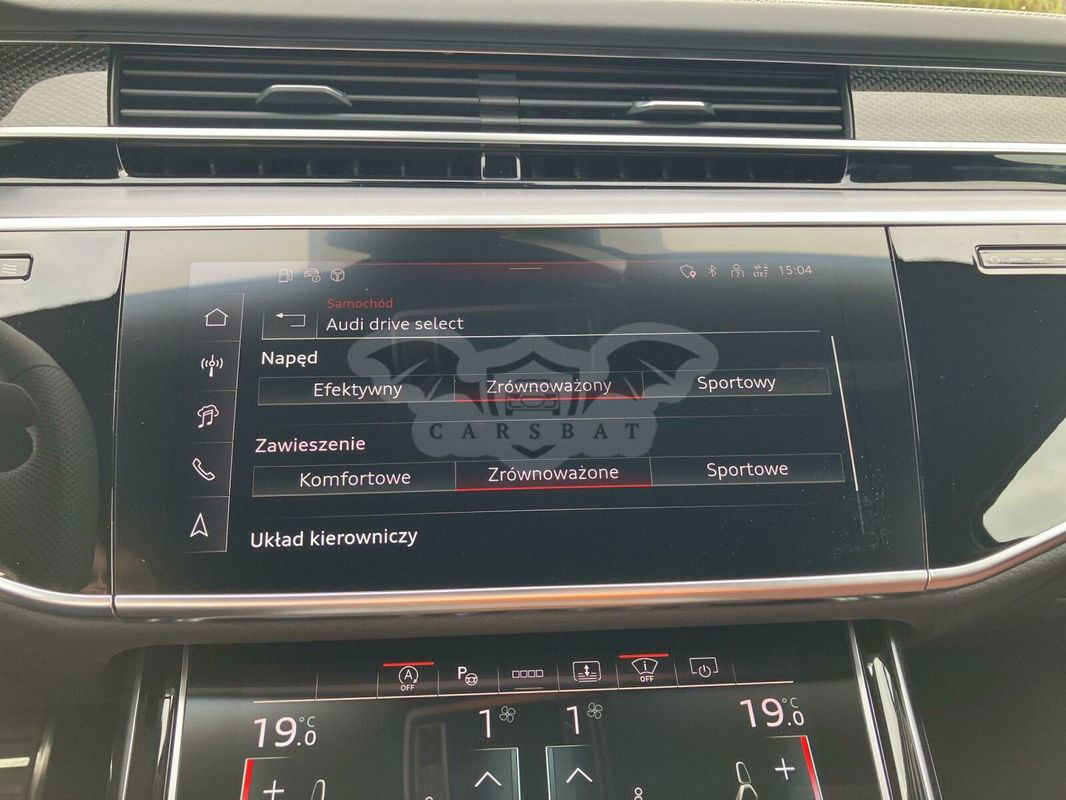 LTE 15:04
Samochód
Audi drive select
Napęd
Efektywny Zrównoważony Sportowy
CARSBAT
Zawieszenie
Komfortowe Zrównoważone Sportowe
Układ kierowniczy
A P i
OFF OFF
19.0 °C 1 1 19.0 °C
+ +